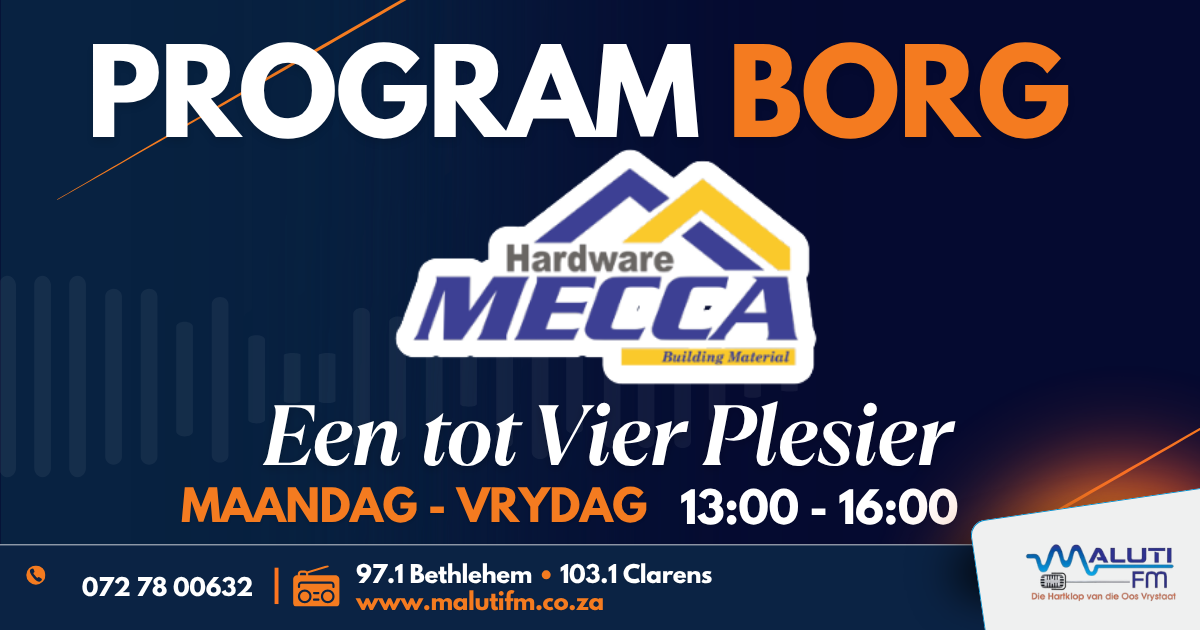 PROGRAM BORG
Hardware
MECCA
Building Material
Een tot Vier Plesier
MAANDAG - VRYDAG 13:00 - 16:00
072 78 00632
97.1 Bethlehem • 103.1 Clarens
www.malutifm.co.za
MALUTI
FM
Die Hartklop van die Oos Vrystaat